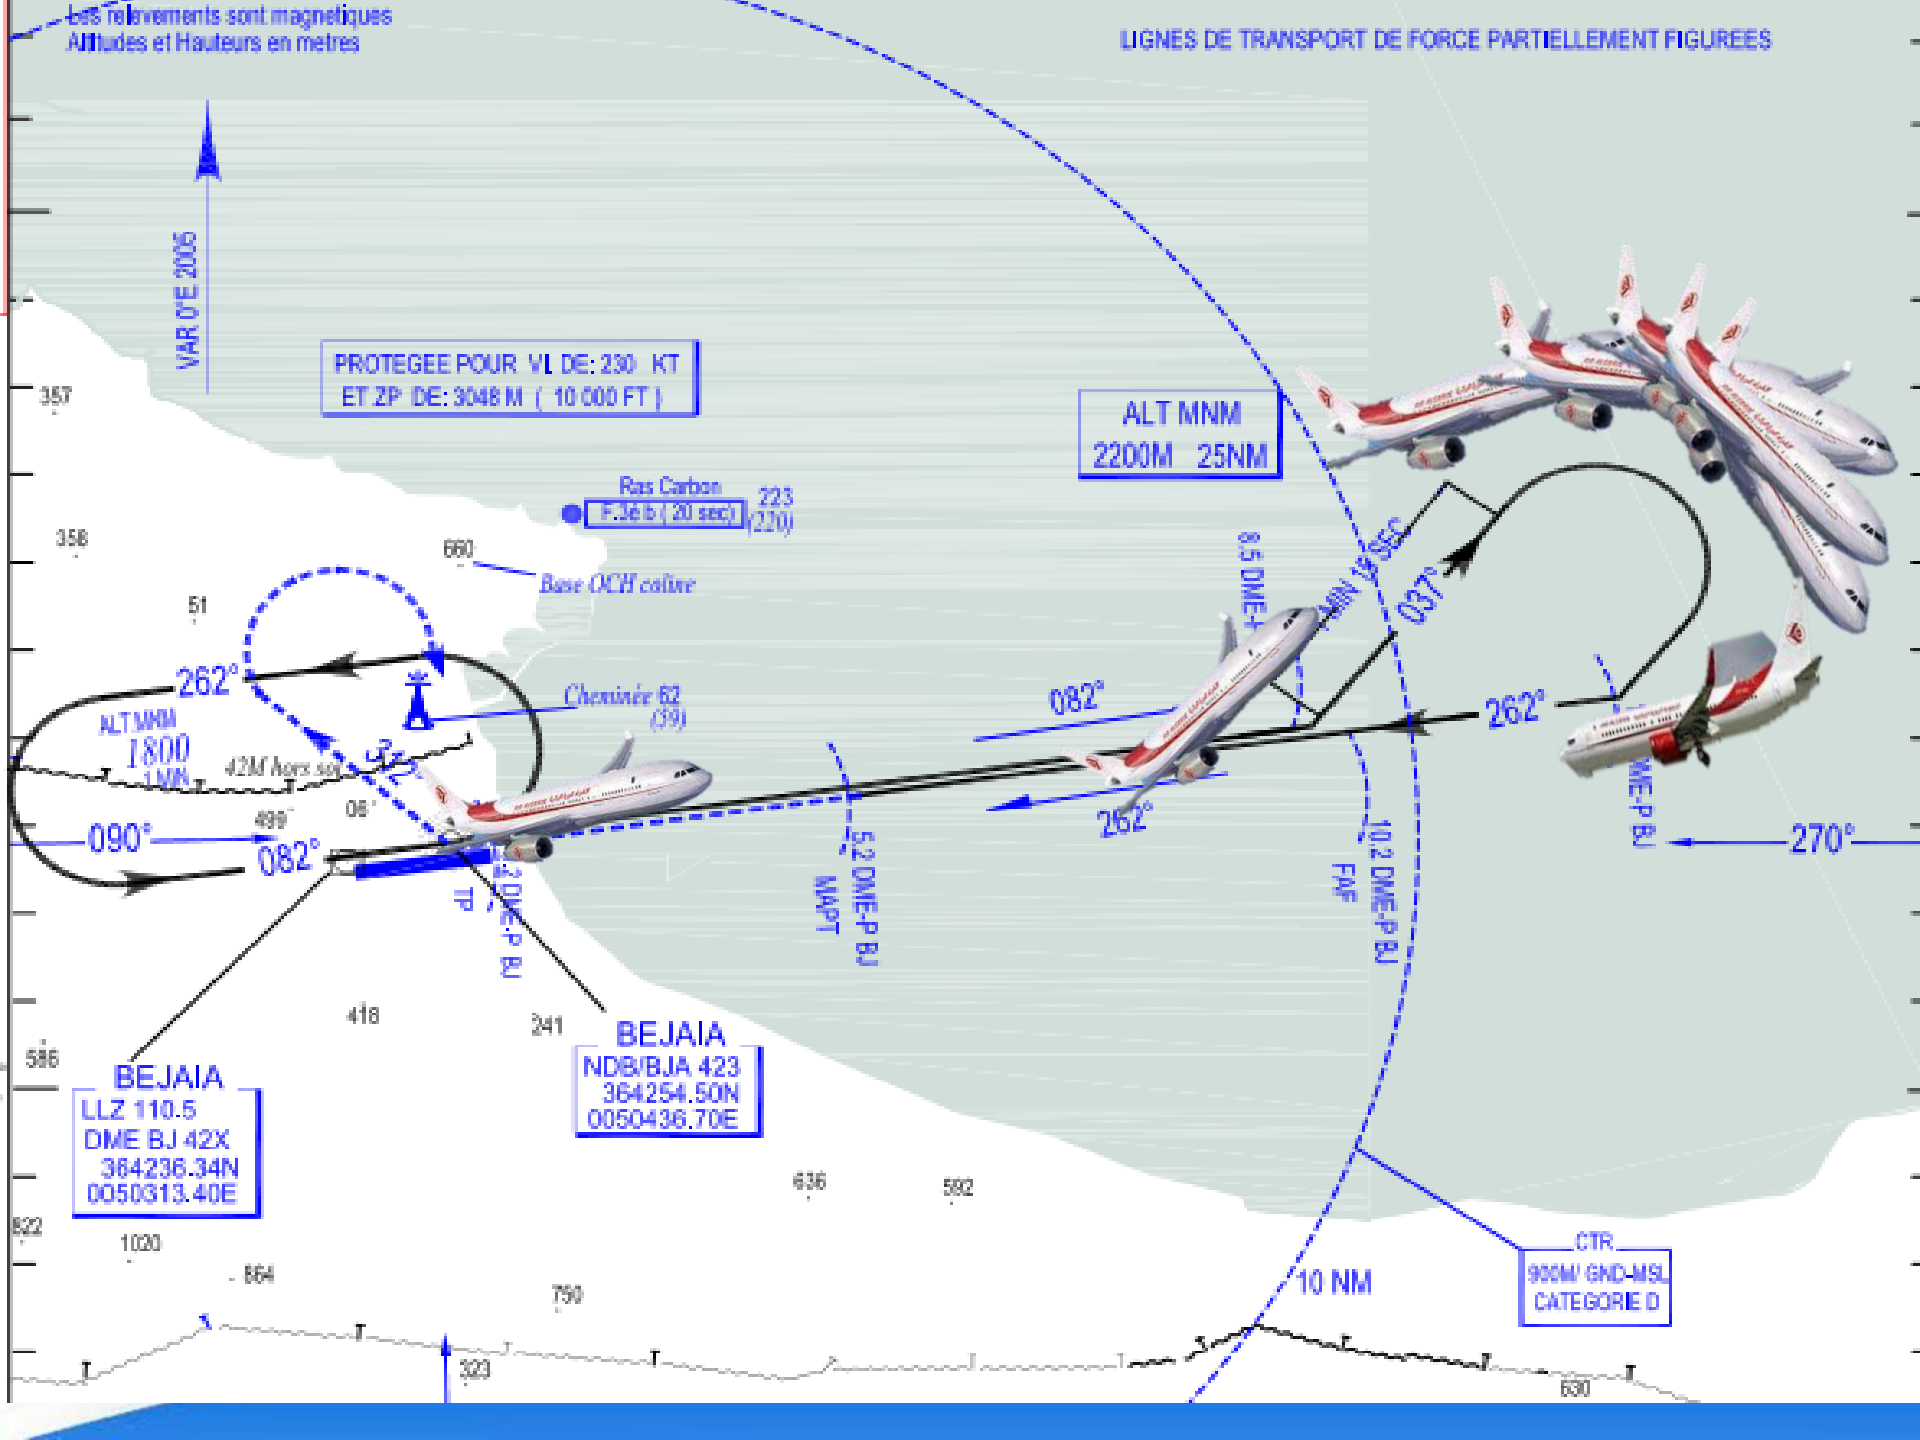 Les relevements sont magnetiques
Altitudes et Hauteurs en metres
LIGNES DE TRANSPORT DE FORCE PARTIELLEMENT FIGUREES
VAR 0°E 2005
PROTEGEE POUR VI DE: 230 KT
ET ZP DE: 3048 M ( 10 000 FT )
357
ALT MNM
2200M 25NM
Ras Carbon
F.3é b ( 20 sec)
223
(220)
358
660
Base OCH coline
51
8.5 DME-
MIN SEC
037°
262°
ALT MNM
1800
1 MIN
Cheminée 62
(59)
42M hors sol
082°
262°
262°
ME-P BJ
499
06
090°
082°
270°
TP
2 DME-P BJ
MAPT
5.2 DME-P BJ
FAF
10.2 DME-P BJ
418
241
586
BEJAIA
LLZ 110.5
DME BJ 42X
364236.34N
0050313.40E
BEJAIA
NDB/BJA 423
364254.50N
0050436.70E
636
592
822
1020
864
790
323
630
10 NM
CTR
900M/ GND-MSL
CATEGORIE D